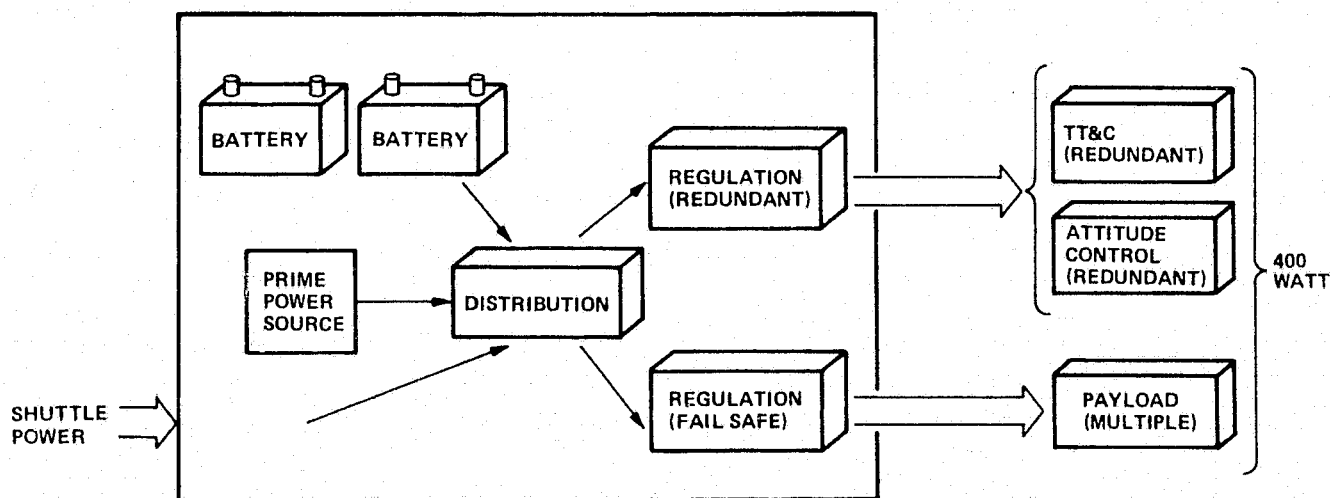 BATTERY
BATTERY
REGULATION
(REDUNDANT)
TT&C
(REDUNDANT)
ATTITUDE
CONTROL
(REDUNDANT)
400
WATT
PRIME
POWER
SOURCE
DISTRIBUTION
SHUTTLE
POWER
REGULATION
(FAIL SAFE)
PAYLOAD
(MULTIPLE)